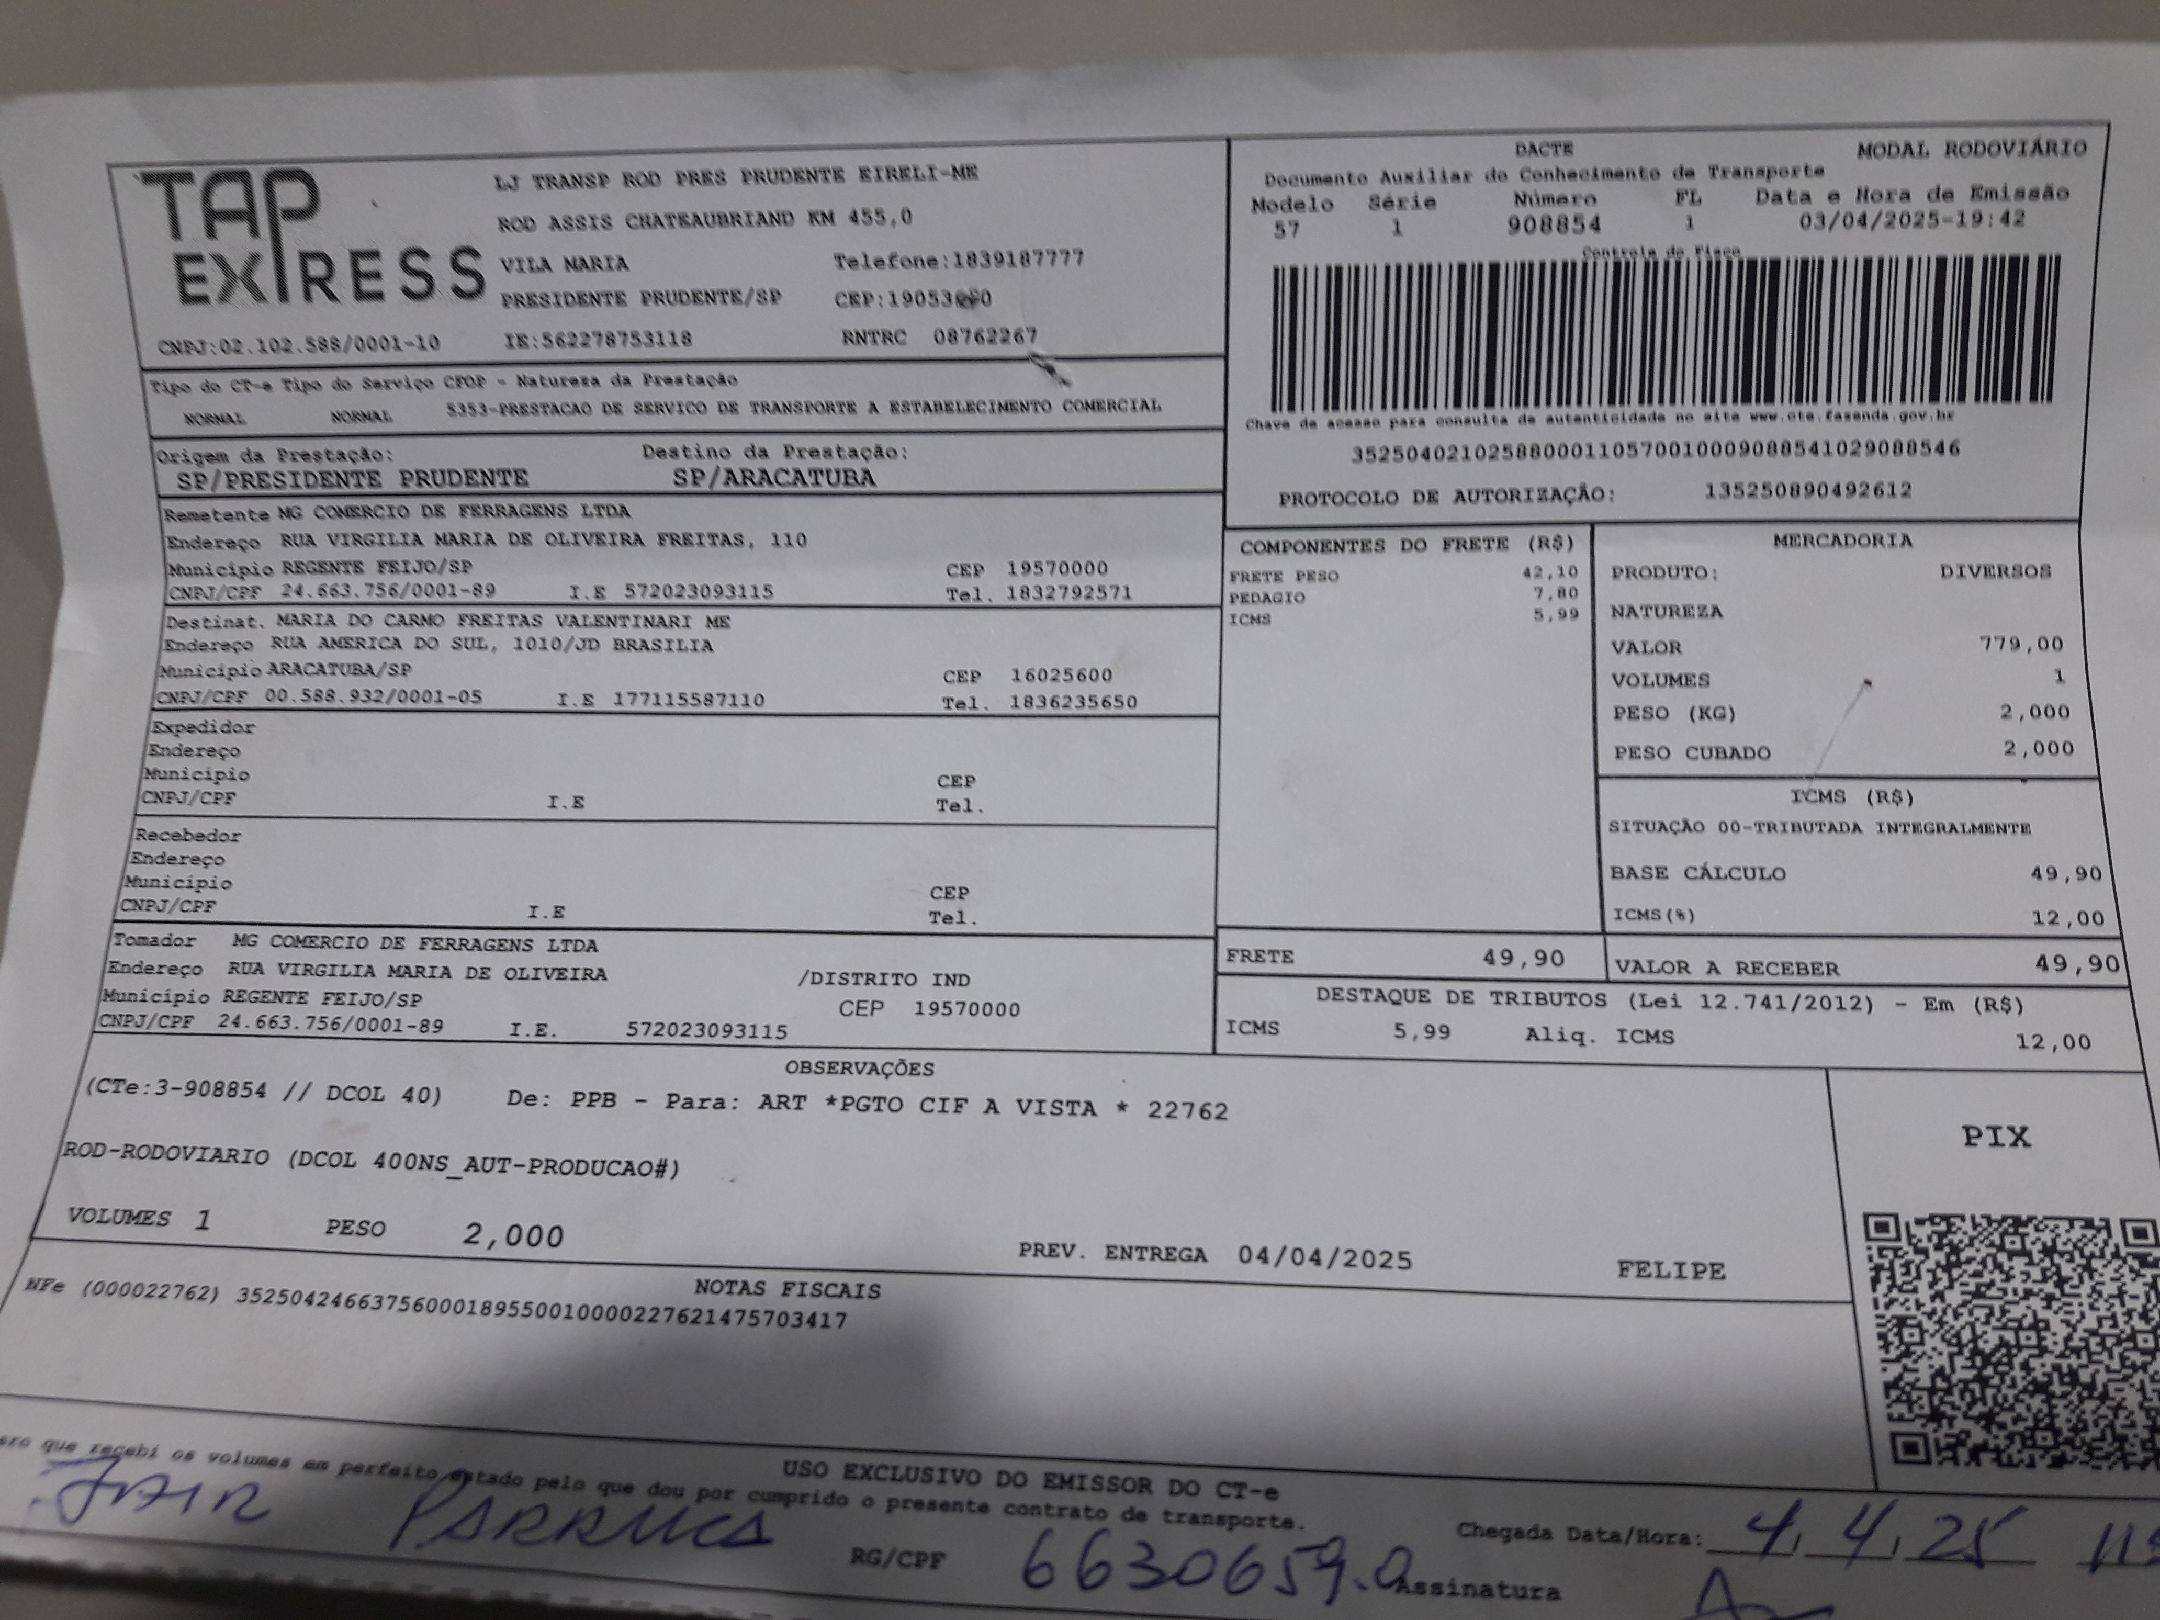 TAP
EXPRESS
LJ TRANSP ROD PRES PRUDENTE EIRELI-ME
ROD ASSIS CHATEAUBRIAND KM 455,0
VILA MARIA Telefone:1839187777
PRESIDENTE PRUDENTE/SP
CNPJ:02.102.588/0001-10 IE:562278753118 RNTRC 08762267
DACTE MODAL RODOVIÁRIO
Documento Auxiliar do Conhecimento de Transporte
Modelo Série Número FL Data e Hora de Emissão
57 1 908854 1 03/04/2025-19:42
Controle do Fisco
Chave de acesso para consulta de autenticidade no site www.cte.fazenda.gov.br
35250402102588000110570010009088541029088546
PROTOCOLO DE AUTORIZAÇÃO: 135250890492612
Tipo do CT-e Tipo do Serviço CFOP - Natureza da Prestação
NORMAL NORMAL 5353-PRESTACAO DE SERVICO DE TRANSPORTE A ESTABELECIMENTO COMERCIAL
Origem da Prestação: Destino da Prestação:
SP/PRESIDENTE PRUDENTE SP/ARACATUBA
Remetente MG COMERCIO DE FERRAGENS LTDA
Endereço RUA VIRGILIA MARIA DE OLIVEIRA FREITAS, 110
Município REGENTE FEIJO/SP CEP 19570000
CNPJ/CPF 24.663.756/0001-89 I.E 572023093115 Tel. 1832792571
Destinat. MARIA DO CARMO FREITAS VALENTINARI ME
Endereço RUA AMERICA DO SUL, 1010/JD BRASILIA
Município ARACATUBA/SP CEP 16025600
CNPJ/CPF 00.588.932/0001-05 I.E 177115587110 Tel. 1836235650
Expedidor
Endereço
Município CEP
CNPJ/CPF I.E Tel.
Recebedor
Endereço
Município CEP
CNPJ/CPF I.E Tel.
Tomador MG COMERCIO DE FERRAGENS LTDA
Endereço RUA VIRGILIA MARIA DE OLIVEIRA /DISTRITO IND
Município REGENTE FEIJO/SP CEP 19570000
CNPJ/CPF 24.663.756/0001-89 I.E. 572023093115
COMPONENTES DO FRETE (R$)
FRETE PESO 42,10
PEDAGIO 7,80
ICMS 5,99
MERCADORIA
PRODUTO: DIVERSOS
NATUREZA
VALOR 779,00
VOLUMES 1
PESO (KG) 2,000
PESO CUBADO 2,000
ICMS (R$)
SITUAÇÃO 00-TRIBUTADA INTEGRALMENTE
BASE CÁLCULO 49,90
ICMS(%) 12,00
FRETE 49,90 VALOR A RECEBER 49,90
DESTAQUE DE TRIBUTOS (Lei 12.741/2012) - Em (R$)
ICMS 5,99 Aliq. ICMS 12,00
OBSERVAÇÕES
(CTe:3-908854 // DCOL 40) De: PPB - Para: ART *PGTO CIF A VISTA * 22762
ROD-RODOVIARIO (DCOL 400NS_AUT-PRODUCAO#)
VOLUMES 1 PESO 2,000 PREV. ENTREGA 04/04/2025 FELIPE
PIX
NOTAS FISCAIS
NFe (000022762) 35250424663756000189550010000227621475703417
USO EXCLUSIVO DO EMISSOR DO CT-e
que recebi os volumes em perfeito estado pelo que dou por cumprido o presente contrato de transporte.
JAIR RG/CPF 6630659.0 Assinatura
Chegada Data/Hora: 4, 4, 25